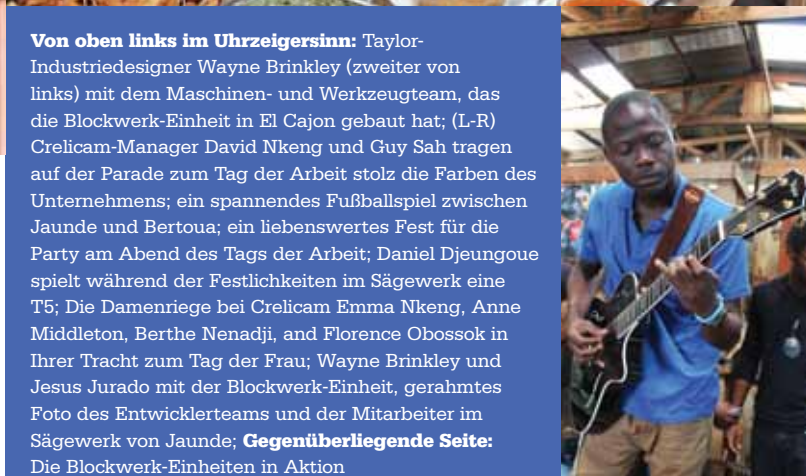 Von oben links im Uhrzeigersinn: Taylor-
Industriedesigner Wayne Brinkley (zweiter von
links) mit dem Maschinen- und Werkzeugteam, das
die Blockwerk-Einheit in El Cajon gebaut hat; (L-R)
Crelicam-Manager David Nkeng und Guy Sah tragen
auf der Parade zum Tag der Arbeit stolz die Farben des
Unternehmens; ein spannendes Fußballspiel zwischen
Jaunde und Bertoua; ein liebenswertes Fest für die
Party am Abend des Tags der Arbeit; Daniel Djeungoue
spielt während der Festlichkeiten im Sägewerk eine
T5; Die Damenriege bei Crelicam Emma Nkeng, Anne
Middleton, Berthe Nenadji, and Florence Obossok in
Ihrer Tracht zum Tag der Frau; Wayne Brinkley und
Jesus Jurado mit der Blockwerk-Einheit, gerahmtes
Foto des Entwicklerteams und der Mitarbeiter im
Sägewerk von Jaunde; Gegenüberliegende Seite:
Die Blockwerk-Einheiten in Aktion